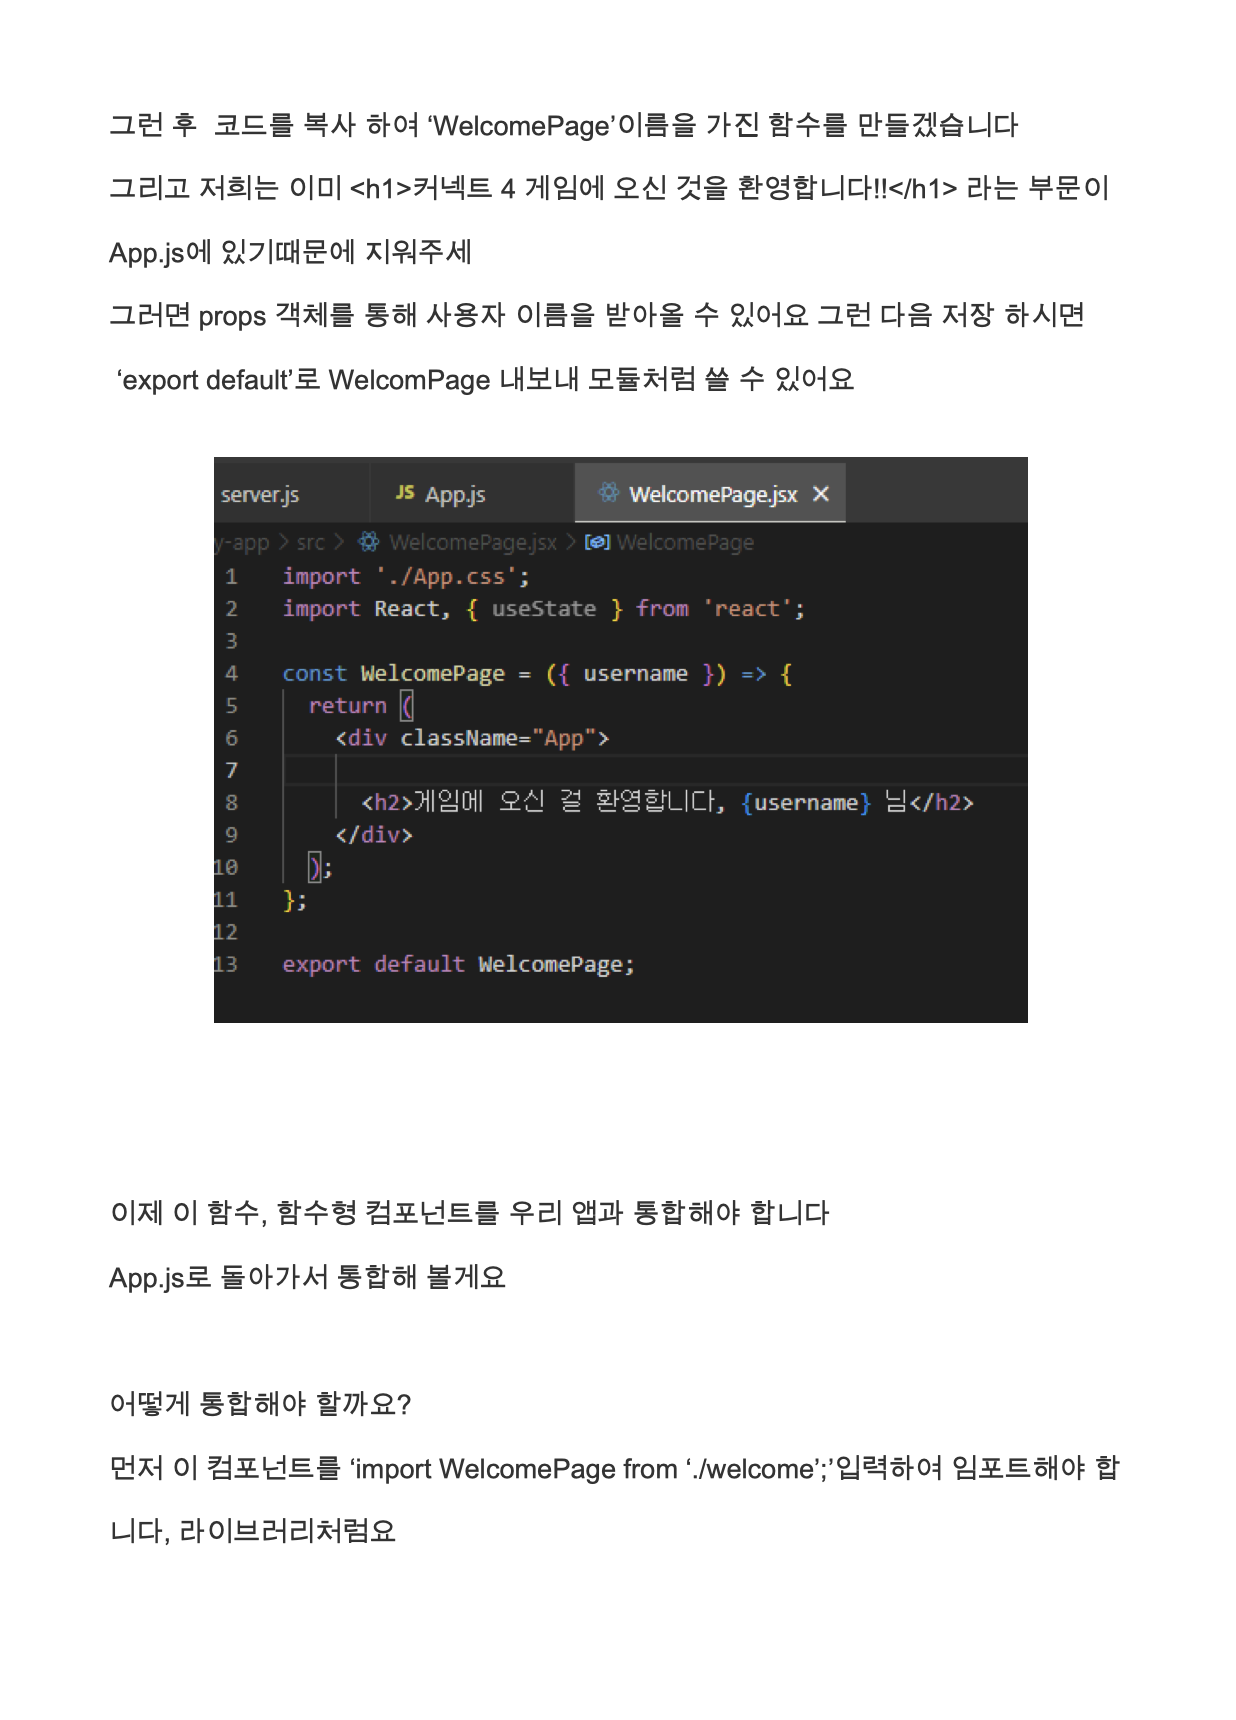 그런 후  코드를 복사 하여 ‘WelcomePage’이름을 가진 함수를 만들겠습니다
그리고 저희는 이미 <h1>커넥트 4 게임에 오신 것을 환영합니다!!</h1> 라는 부문이
App.js에 있기때문에 지워주세
그러면 props 객체를 통해 사용자 이름을 받아올 수 있어요 그런 다음 저장 하시면
‘export default’로 WelcomPage 내보내 모듈처럼 쓸 수 있어요
server.js JS App.js WelcomePage.jsx ×
y-app > src > WelcomePage.jsx > WelcomePage
1 import './App.css';
2 import React, { useState } from 'react';
3
4 const WelcomePage = ({ username }) => {
5 return (
6 <div className="App">
7
8 <h2>게임에 오신 걸 환영합니다, {username} 님</h2>
9 </div>
10 );
11 };
12
13 export default WelcomePage;
이제 이 함수, 함수형 컴포넌트를 우리 앱과 통합해야 합니다
App.js로 돌아가서 통합해 볼게요
어떻게 통합해야 할까요?
먼저 이 컴포넌트를 ‘import WelcomePage from ‘./welcome’;’입력하여 임포트해야 합
니다, 라이브러리처럼요